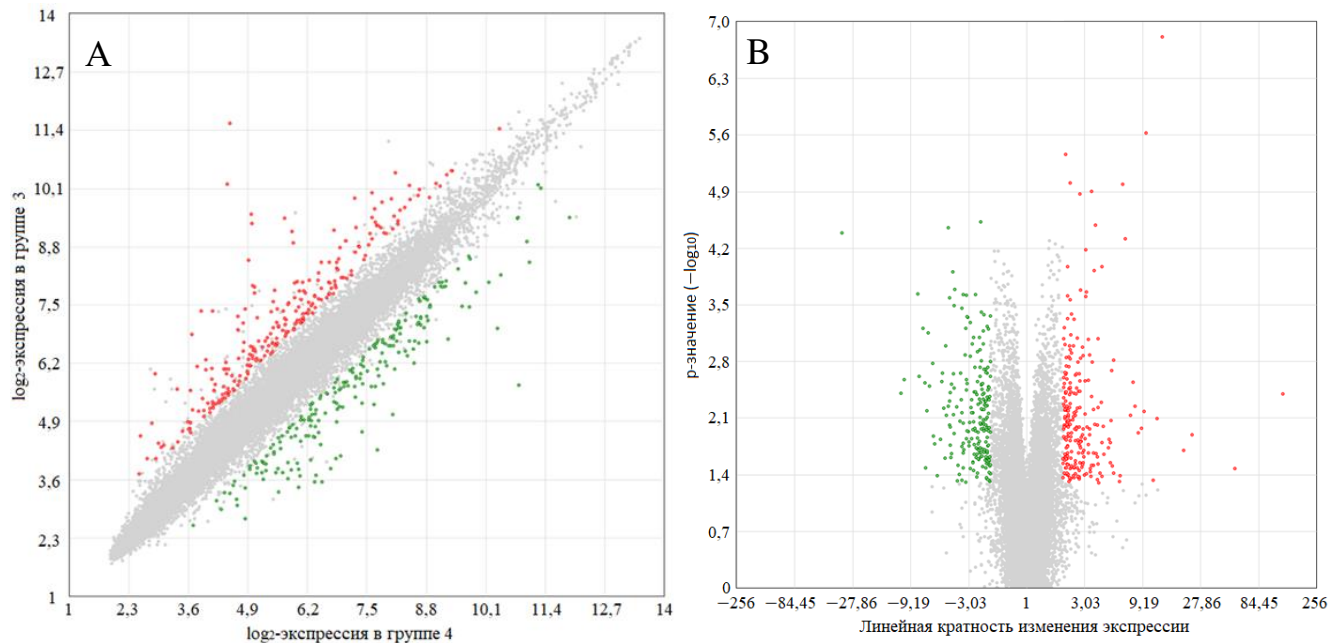 A
14
12,7
11,4
10,1
8,8
7,5
6,2
4,9
3,6
2,3
1
log2-экспрессия в группе 3
1 2,3 3,6 4,9 6,2 7,5 8,8 10,1 11,4 12,7 14
log2-экспрессия в группе 4
B
7,0
6,3
5,6
4,9
4,2
3,5
2,8
2,1
1,4
0,7
0
p-значение (−log10)
−256 −84,45 −27,86 −9,19 −3,03 1 3,03 9,19 27,86 84,45 256
Линейная кратность изменения экспрессии